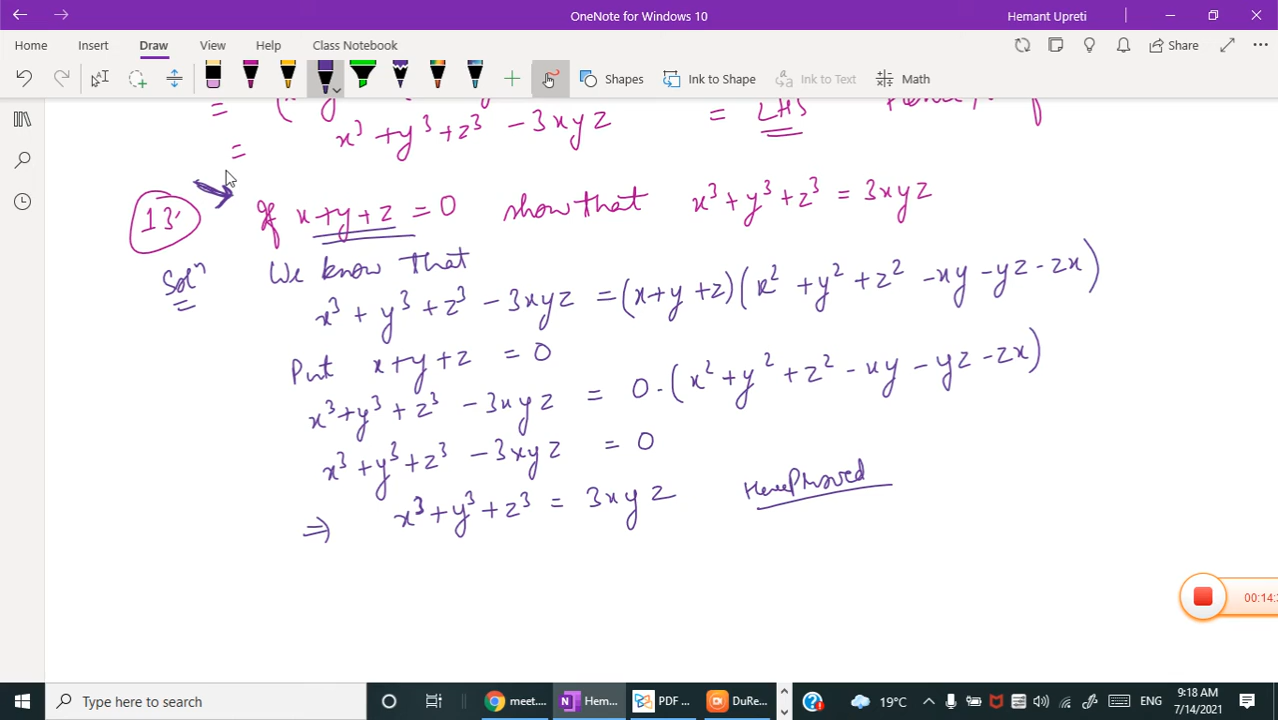 OneNote for Windows 10
Hemant Upreti
Home Insert Draw View Help Class Notebook
Share
Shapes Ink to Shape Ink to Text Math
= LHS
= x³ + y³ + z³ - 3xyz
13. If x+y+z = 0 show that x³ + y³ + z³ = 3xyz
Solⁿ We know that
x³ + y³ + z³ - 3xyz = (x+y+z)(x² + y² + z² - xy - yz - zx)
Put x+y+z = 0
x³+y³+z³ - 3xyz = 0·(x² + y² + z² - xy - yz - zx)
x³ + y³ + z³ - 3xyz = 0
⇒ x³ + y³ + z³ = 3xyz
00:14:
Type here to search
meet.... Hem... PDF ... DuRe...
19°C ENG 9:18 AM
7/14/2021